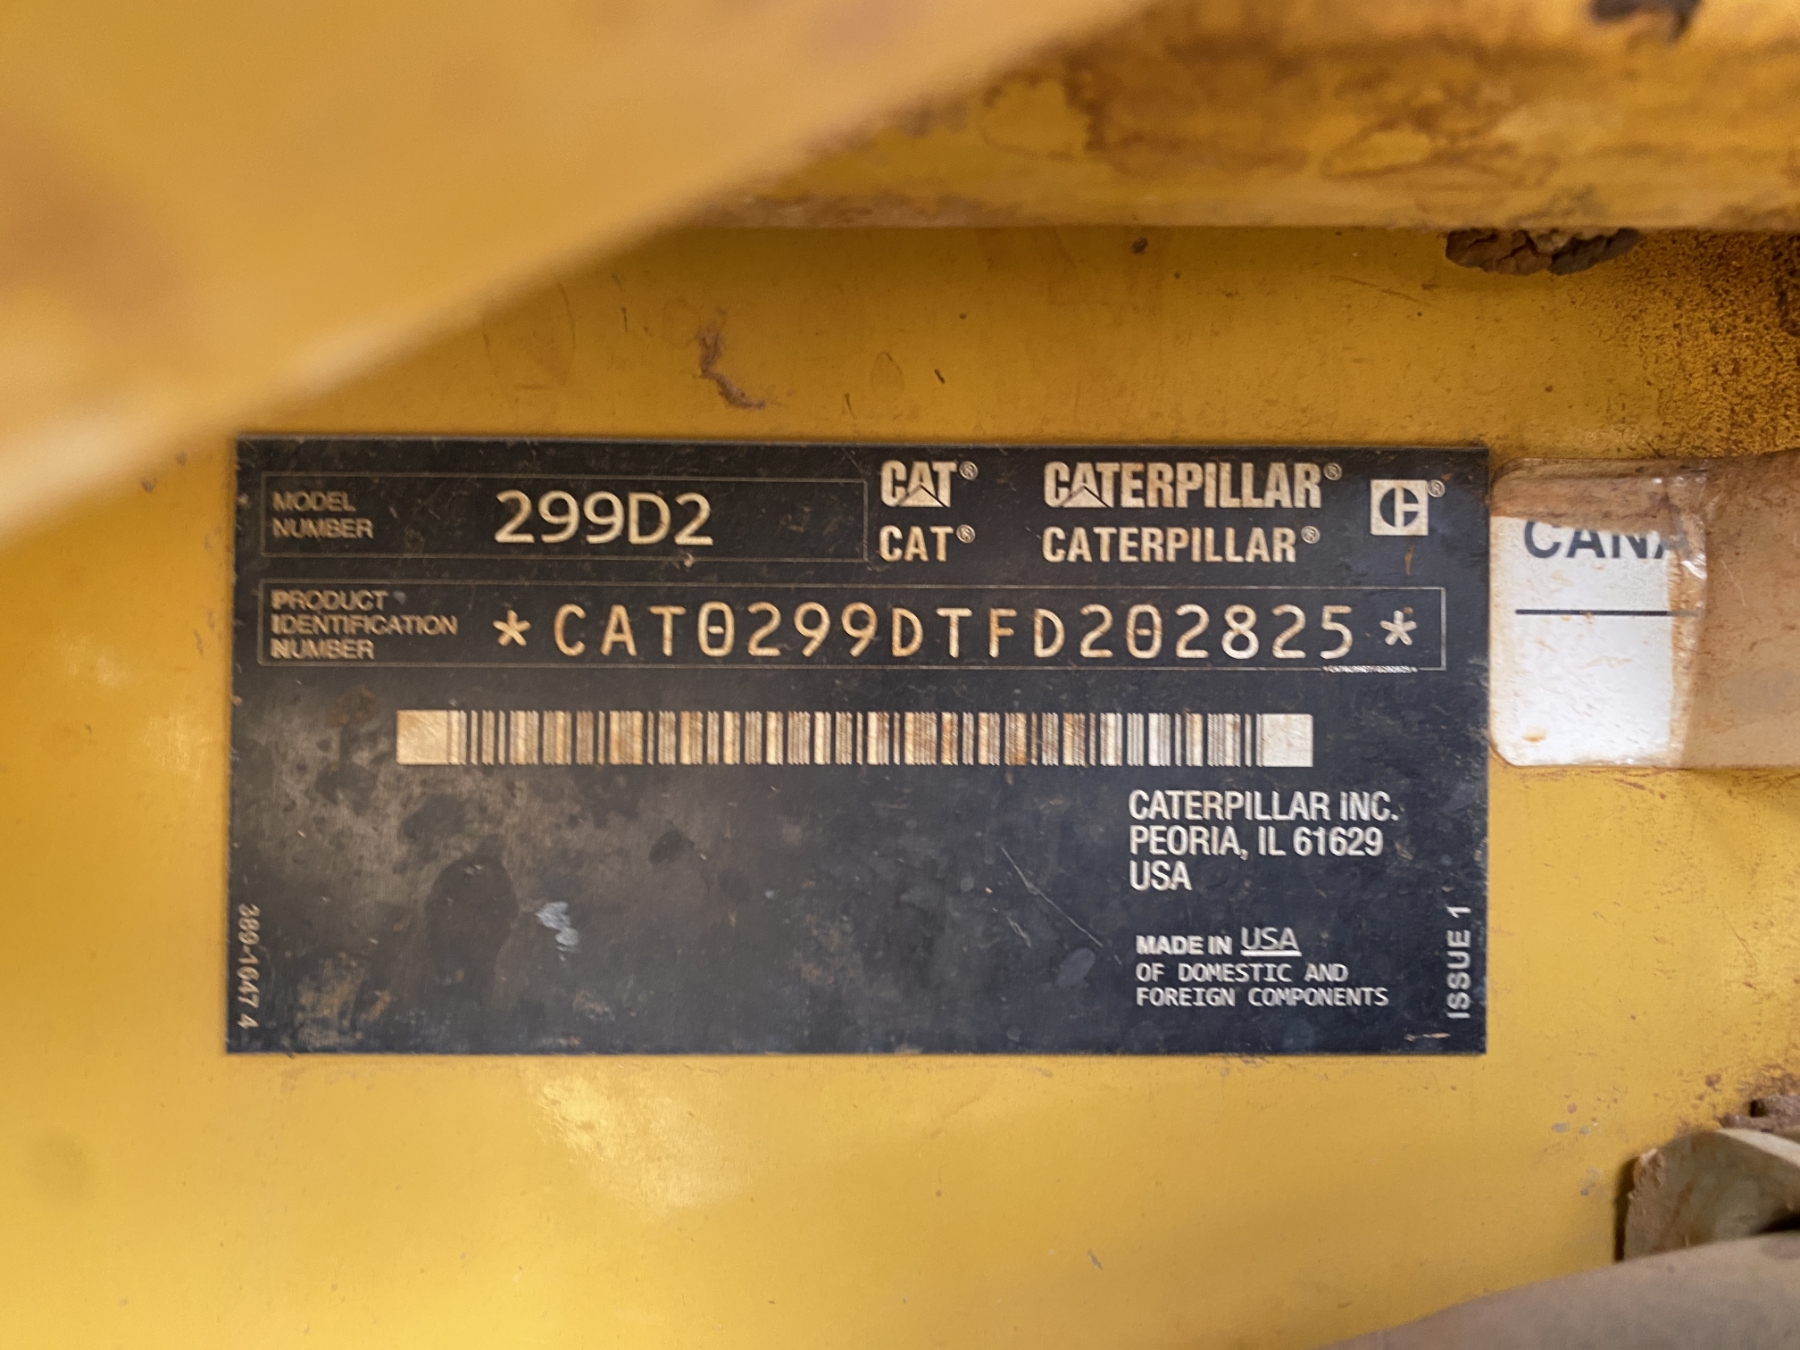 MODEL
NUMBER
299D2
CAT® CATERPILLAR® C®
CAT® CATERPILLAR®
PRODUCT
IDENTIFICATION
NUMBER
*CAT0299DTFD202825*
CATERPILLAR INC.
PEORIA, IL 61629
USA
MADE IN USA
OF DOMESTIC AND
FOREIGN COMPONENTS
389-1647 4
ISSUE 1
CANA